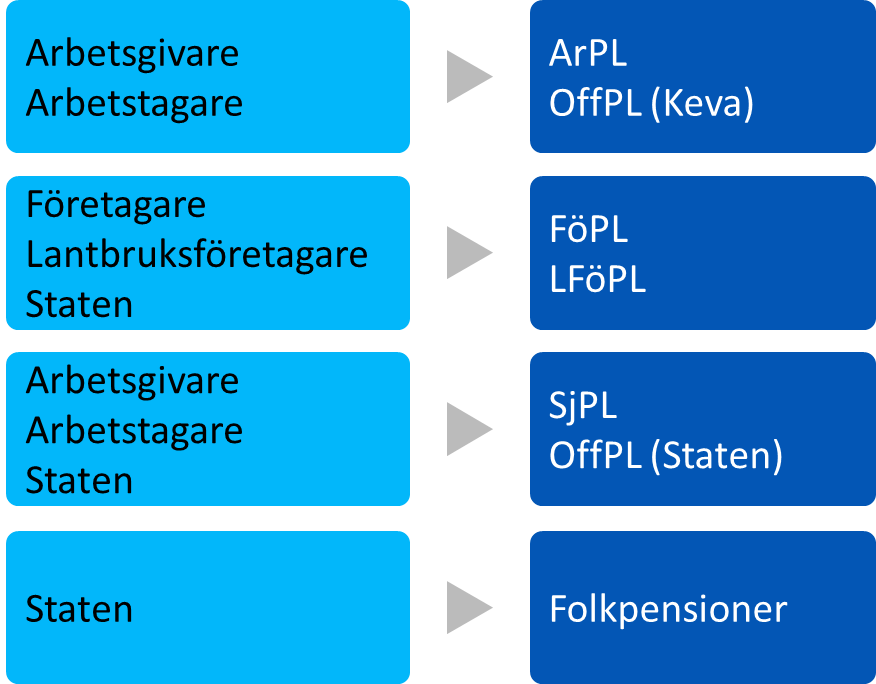 Arbetsgivare
Arbetstagare
ArPL
OffPL (Keva)
Företagare
Lantbruksföretagare
Staten
FöPL
LFöPL
Arbetsgivare
Arbetstagare
Staten
SjPL
OffPL (Staten)
Staten
Folkpensioner